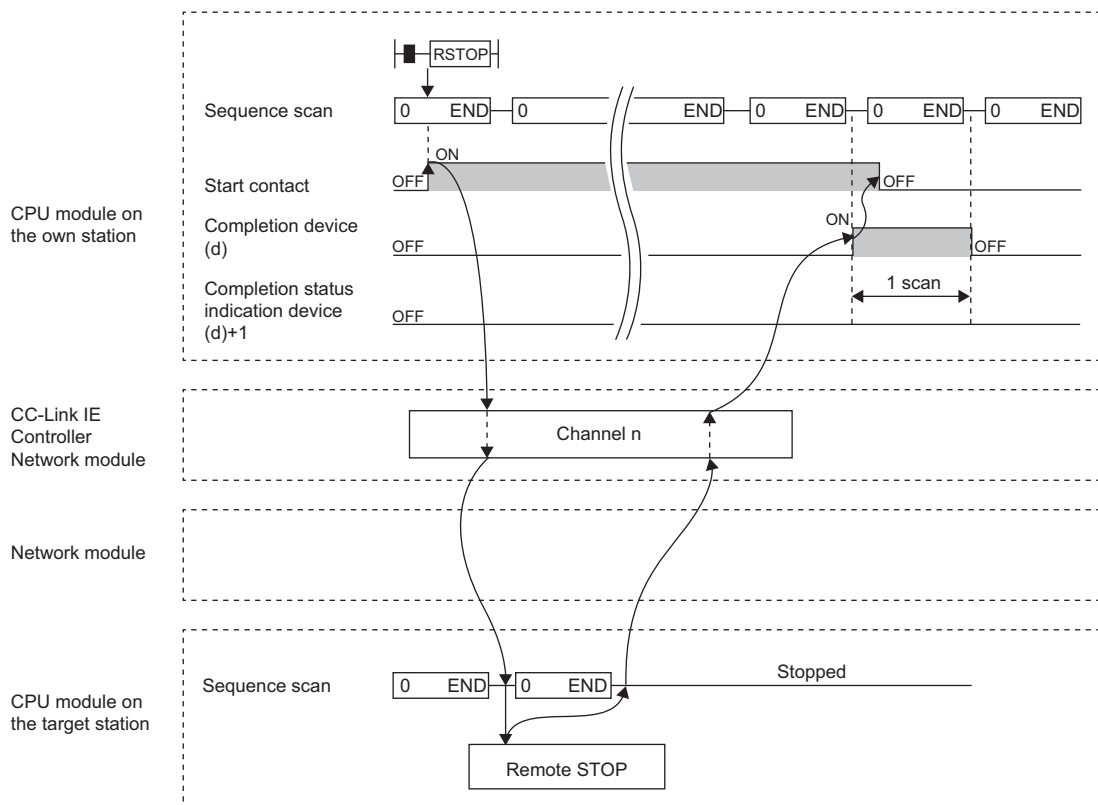 RSTOP
Sequence scan
0 END 0 END 0 END 0 END 0 END
ON
Start contact
OFF
OFF
CPU module on
the own station
Completion device
(d)
ON
OFF
OFF
1 scan
Completion status
indication device
(d)+1
OFF
CC-Link IE
Controller
Network module
Channel n
Network module
CPU module on
the target station
Sequence scan
0 END 0 END
Stopped
Remote STOP